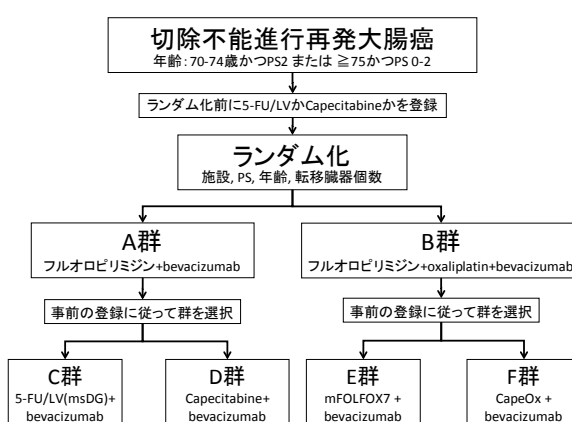 切除不能進行再発大腸癌
年齢:70-74歳かつPS2 または ≧75かつPS 0-2
ランダム化前に5-FU/LVかCapecitabineかを登録
ランダム化
施設, PS, 年齢, 転移臓器個数
A群
フルオロピリミジン+bevacizumab
B群
フルオロピリミジン+oxaliplatin+bevacizumab
事前の登録に従って群を選択
事前の登録に従って群を選択
C群
5-FU/LV(msDG)+
bevacizumab
D群
Capecitabine+
bevacizumab
E群
mFOLFOX7 +
bevacizumab
F群
CapeOx +
bevacizumab